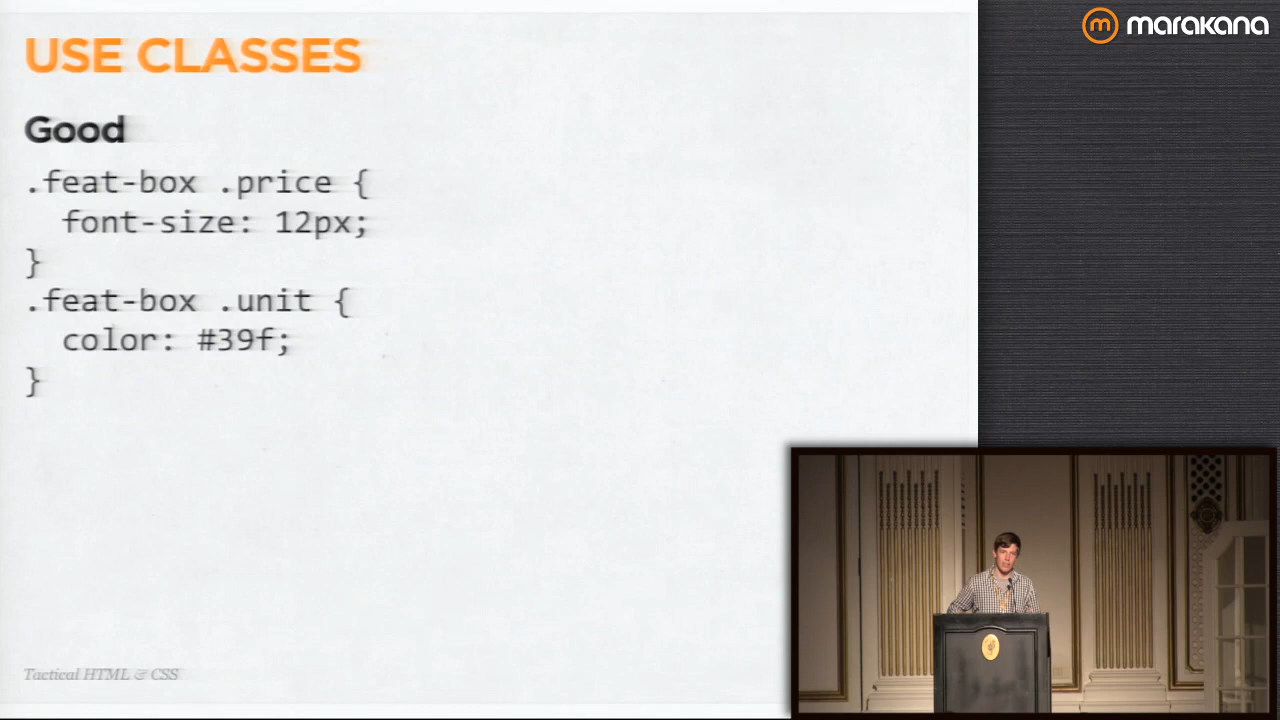 USE CLASSES
marakana
Good
.feat-box .price {
  font-size: 12px;
}
.feat-box .unit {
  color: #39f;
}
Tactical HTML & CSS